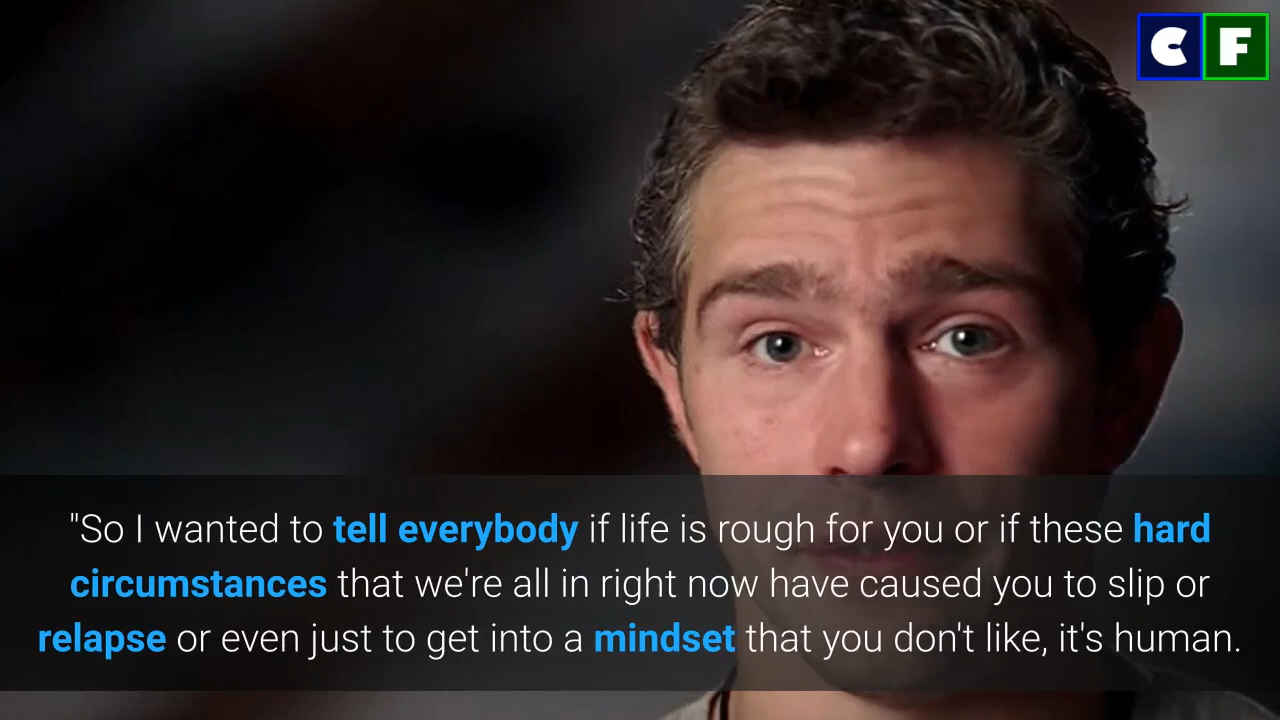 CF
"So I wanted to tell everybody if life is rough for you or if these hard
circumstances that we're all in right now have caused you to slip or
relapse or even just to get into a mindset that you don't like, it's human.